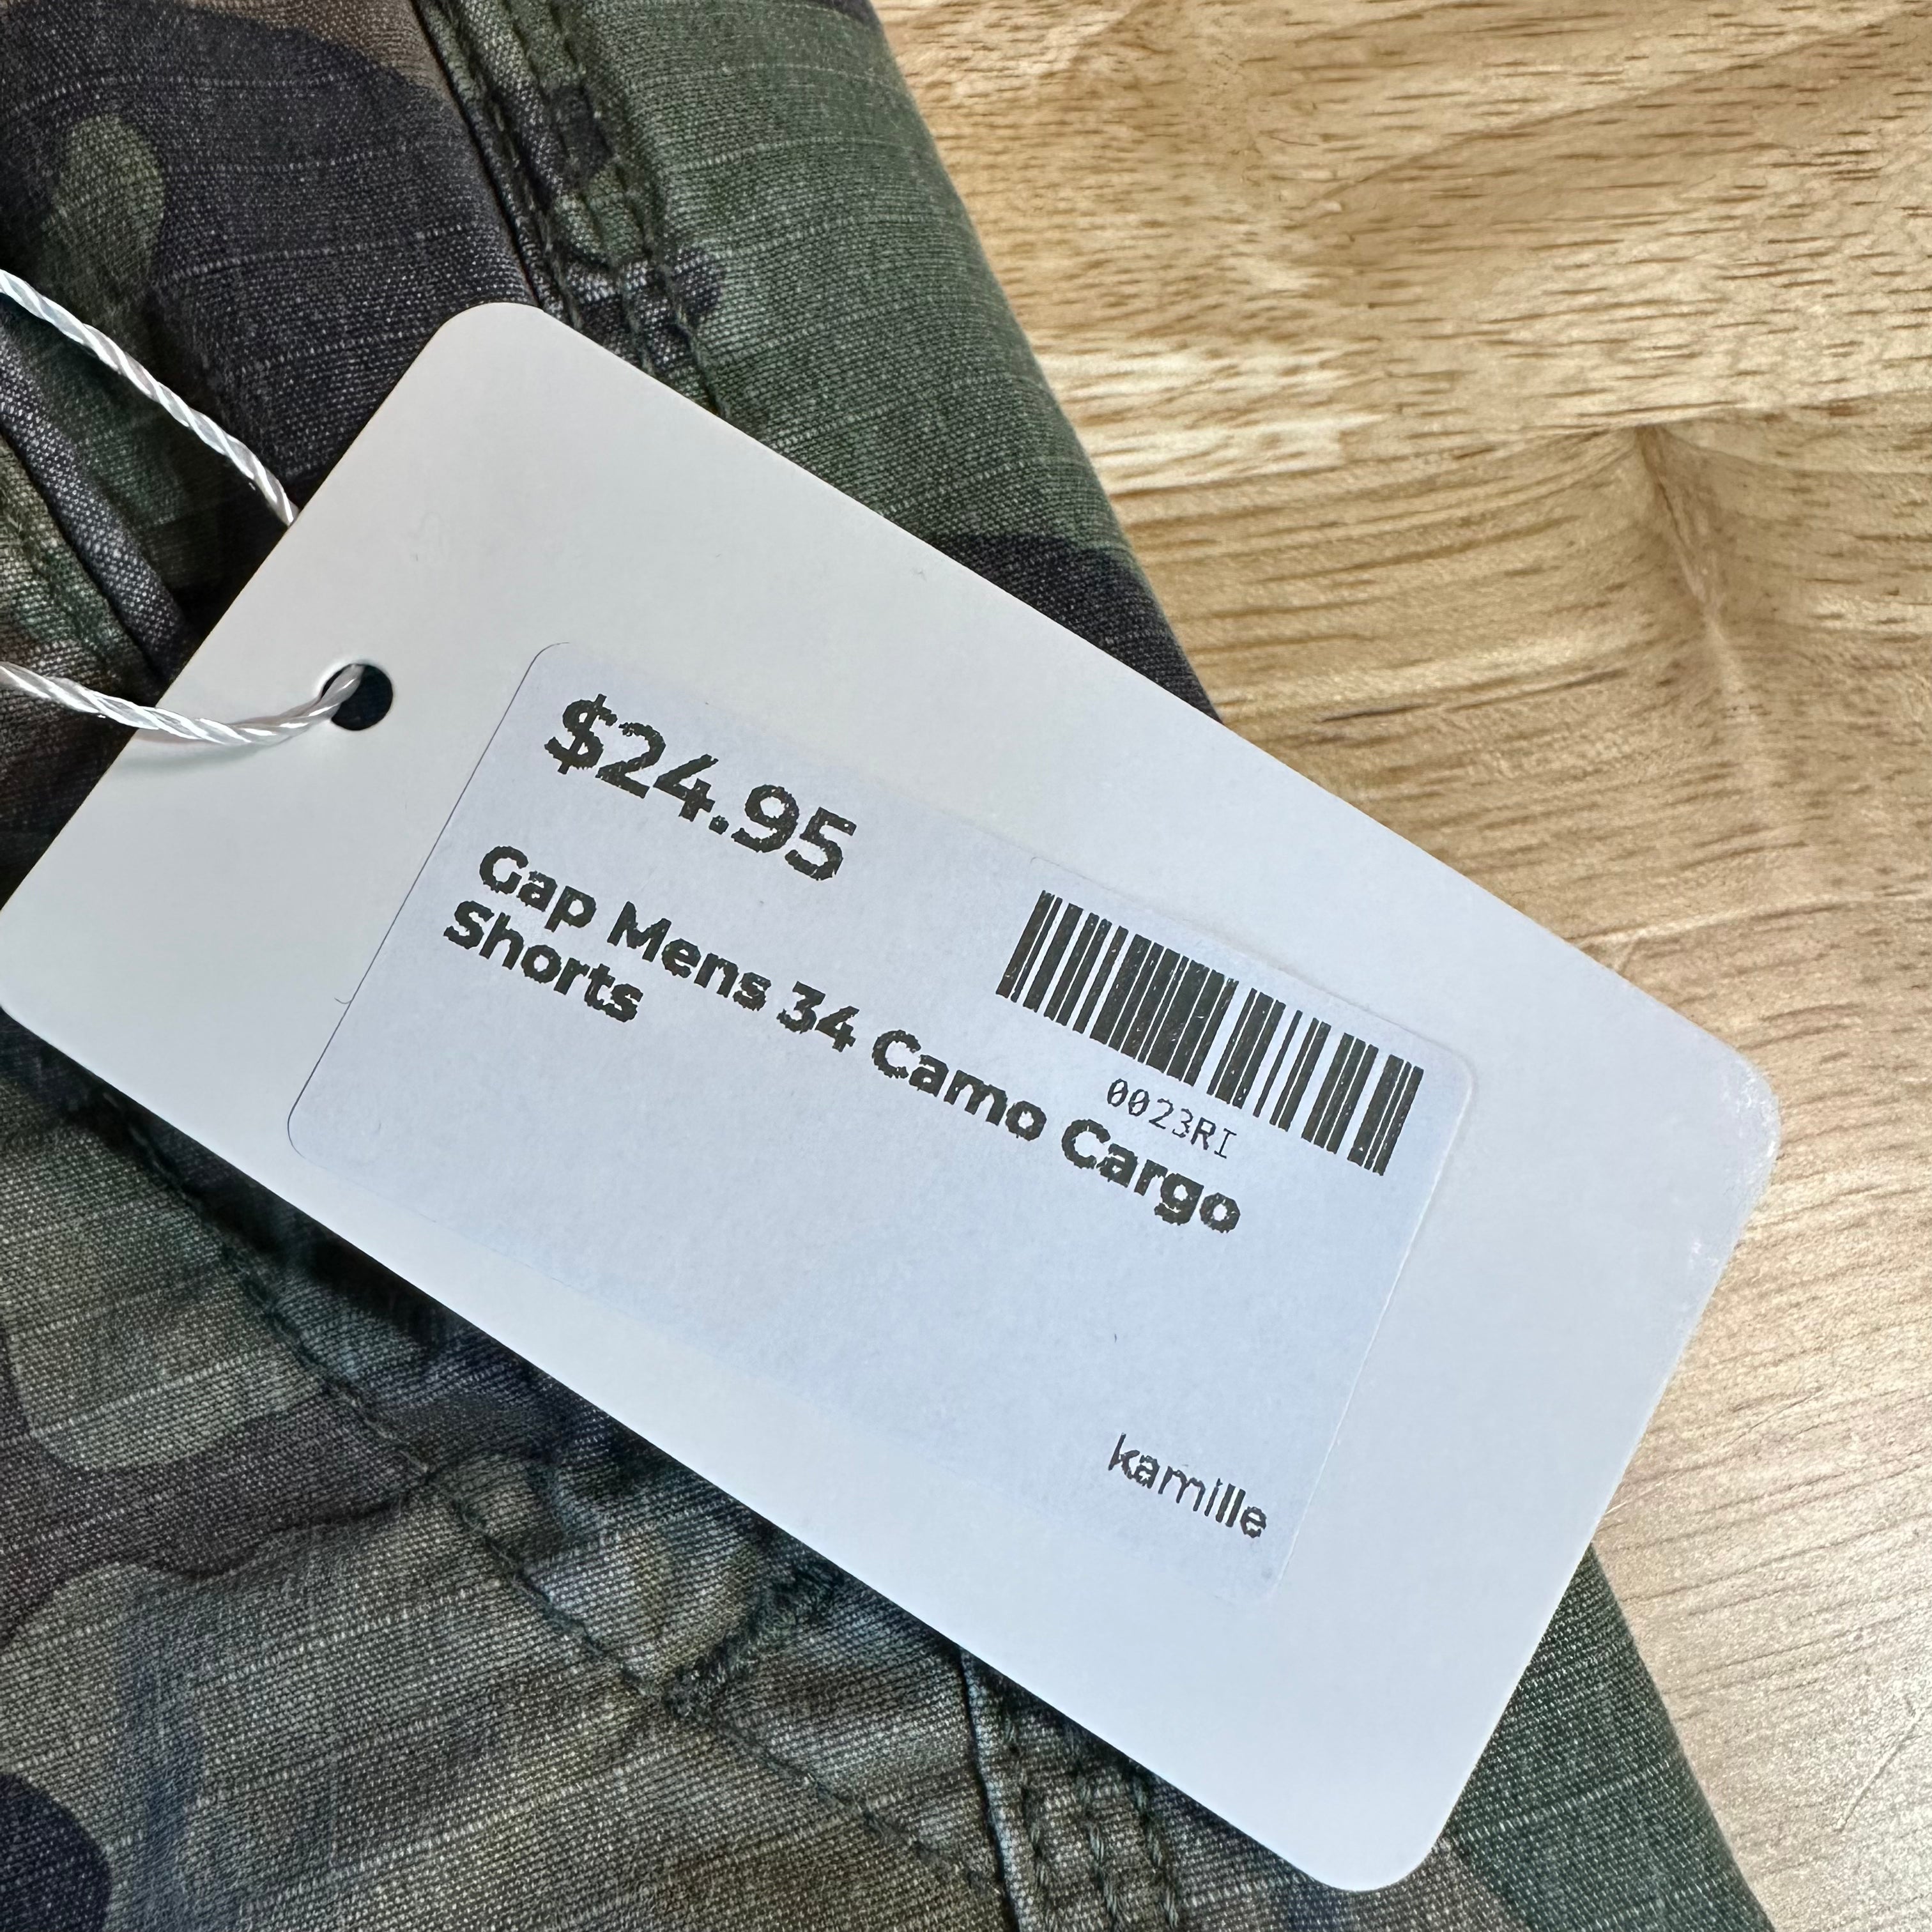 $24.95
0023RI
Gap Mens 34 Camo Cargo
Shorts
kamille